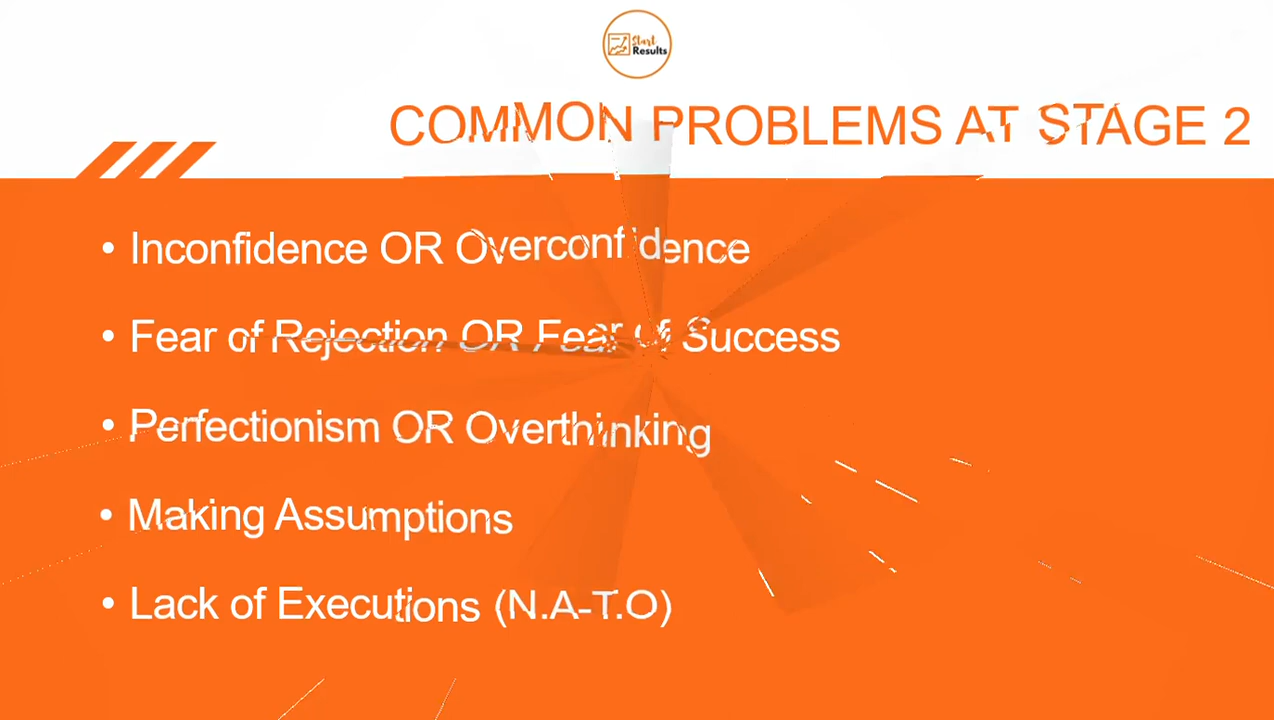 Start
Results
COMMON PROBLEMS AT STAGE 2
• Inconfidence OR Overconfidence
• Fear of Rejection OR Fear of Success
• Perfectionism OR Overthinking
• Making Assumptions
• Lack of Executions (N.A-T.O)